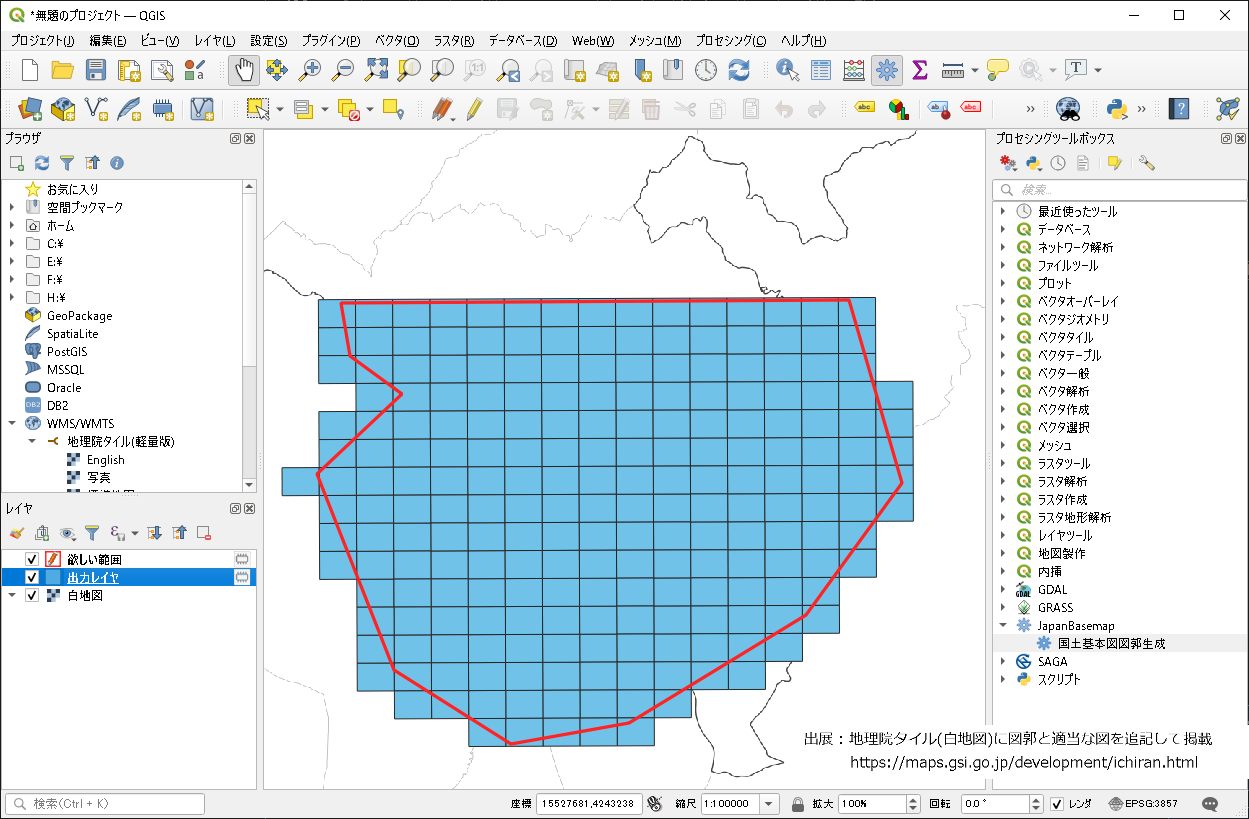 *無題のプロジェクト — QGIS
プロジェクト(J) 編集(E) ビュー(V) レイヤ(L) 設定(S) プラグイン(P) ベクタ(O) ラスタ(R) データベース(D) Web(W) メッシュ(M) プロセシング(C) ヘルプ(H)
ブラウザ
お気に入り
空間ブックマーク
ホーム
C:¥
E:¥
F:¥
H:¥
GeoPackage
SpatiaLite
PostGIS
MSSQL
Oracle
DB2
WMS/WMTS
地理院タイル(軽量版)
English
写真
レイヤ
欲しい範囲
出力レイヤ
白地図
プロセシングツールボックス
検索...
最近使ったツール
データベース
ネットワーク解析
ファイルツール
プロット
ベクタオーバーレイ
ベクタジオメトリ
ベクタタイル
ベクタテーブル
ベクタ一般
ベクタ解析
ベクタ作成
ベクタ選択
メッシュ
ラスタツール
ラスタ解析
ラスタ作成
ラスタ地形解析
レイヤツール
地図製作
内挿
GDAL
GRASS
JapanBasemap
国土基本図図郭生成
SAGA
スクリプト
出展：地理院タイル(白地図)に図郭と適当な図を追記して掲載
https://maps.gsi.go.jp/development/ichiran.html
検索(Ctrl + K) 座標 15527681,4243238 縮尺 1:100000 拡大 100% 回転 0.0 ° レンダ EPSG:3857